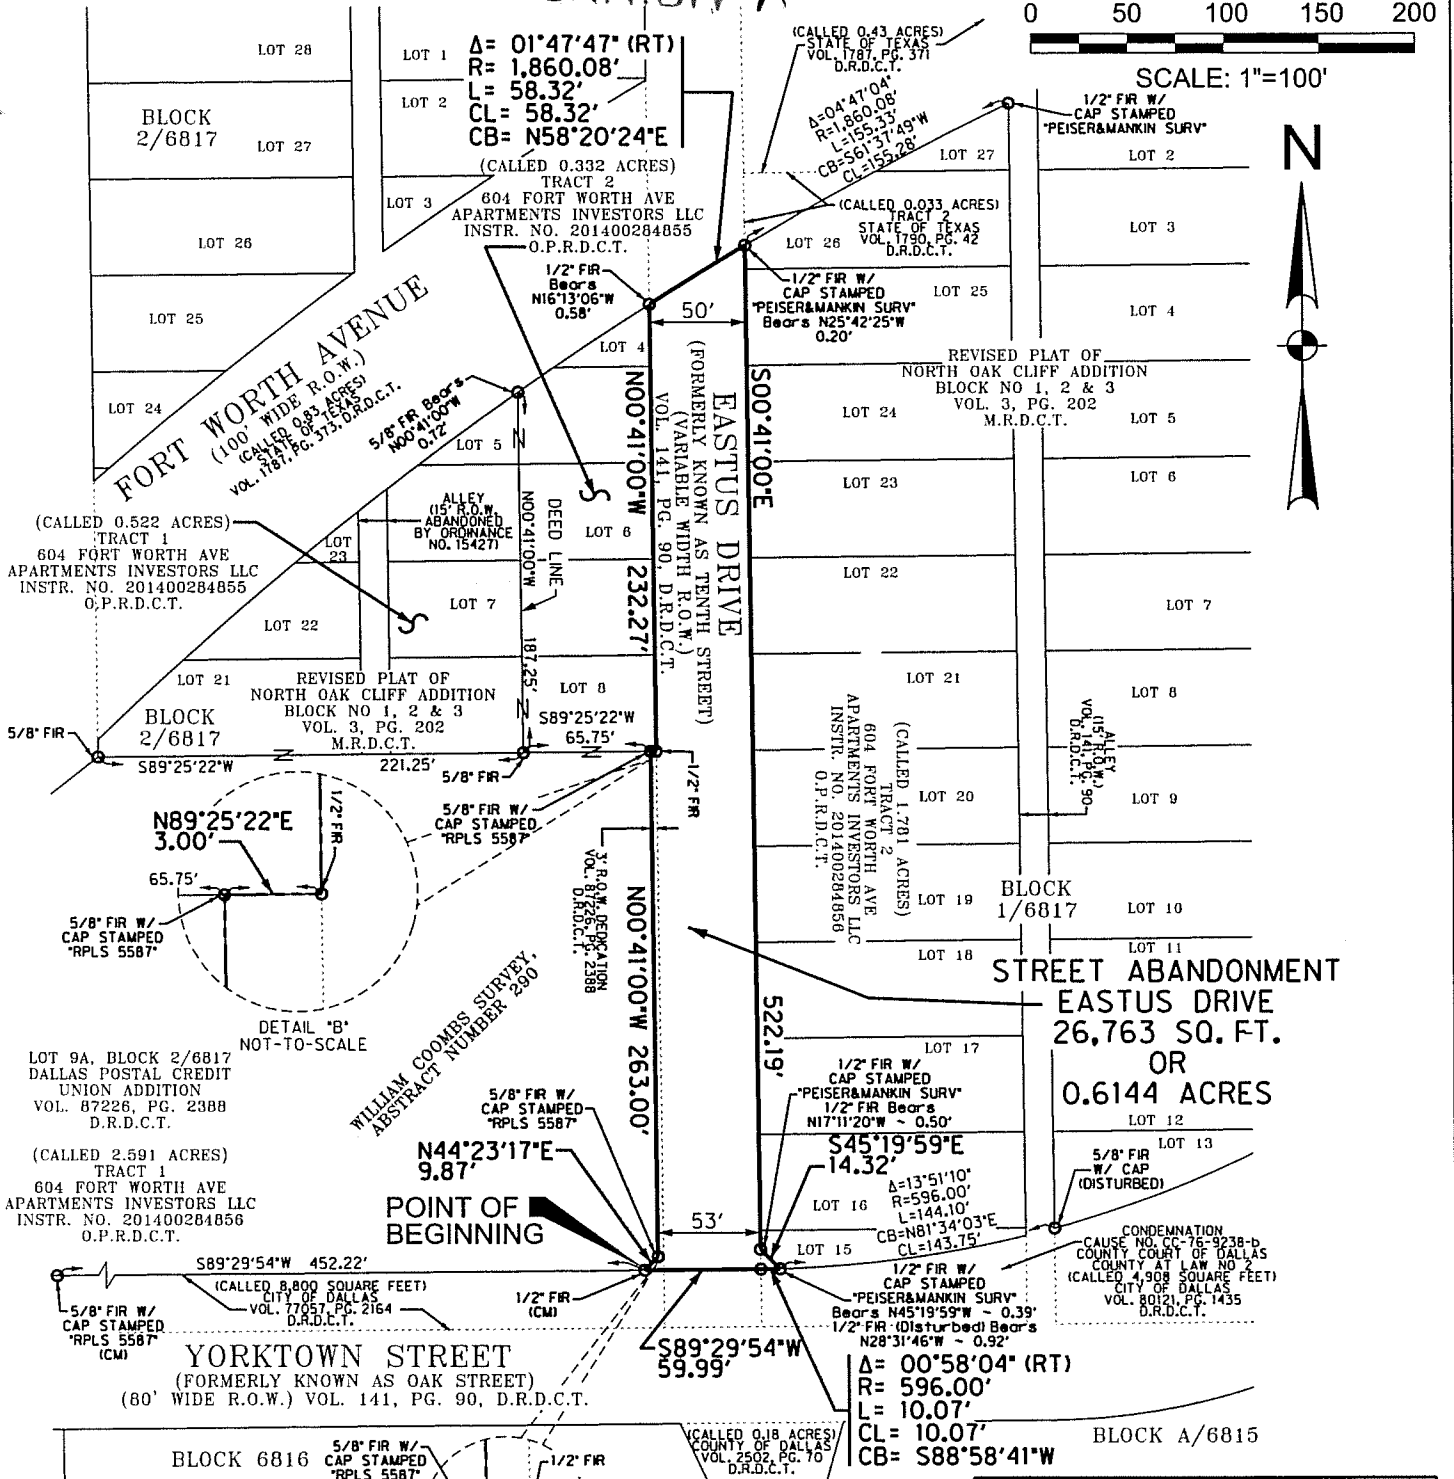 0 50 100 150 200
SCALE: 1"=100'
N
LOT 28
LOT 1
BLOCK
2/6817
LOT 2
LOT 27
LOT 3
LOT 26
LOT 25
LOT 24
Δ= 01°47'47" (RT)
R= 1,860.08'
L= 58.32'
CL= 58.32'
CB= N58°20'24"E
(CALLED 0.332 ACRES)
TRACT 2
604 FORT WORTH AVE
APARTMENTS INVESTORS LLC
INSTR. NO. 201400284855
O.P.R.D.C.T.
1/2" FIR
Bears
N16°13'06"W
0.58'
(CALLED 0.43 ACRES)
STATE OF TEXAS
VOL. 1787, PG. 371
D.R.D.C.T.
Δ=04°47'04"
R=1,860.08'
L=155.33'
CB=S61°37'49"W
CL=155.28'
1/2" FIR W/
CAP STAMPED
"PEISER&MANKIN SURV"
LOT 27
LOT 2
(CALLED 0.033 ACRES)
TRACT 2
STATE OF TEXAS
VOL. 1790, PG. 42
D.R.D.C.T.
LOT 26
LOT 3
1/2" FIR W/
CAP STAMPED
"PEISER&MANKIN SURV"
Bears N25°42'25"W
0.20'
LOT 25
LOT 4
50'
REVISED PLAT OF
NORTH OAK CLIFF ADDITION
BLOCK NO 1, 2 & 3
VOL. 3, PG. 202
M.R.D.C.T.
LOT 24
LOT 5
LOT 23
LOT 6
LOT 22
LOT 7
LOT 21
LOT 8
LOT 20
LOT 9
LOT 19
LOT 10
LOT 18
LOT 11
LOT 17
LOT 12
LOT 13
LOT 16
LOT 15
FORT WORTH AVENUE
(100' WIDE R.O.W.)
(CALLED 0.83 ACRES)
STATE OF TEXAS
VOL. 1787, PG. 373, D.R.D.C.T.
5/8" FIR Bears
N00°41'00"W
0.72'
LOT 4
LOT 5
ALLEY
(15' R.O.W.
ABANDONED
BY ORDINANCE
NO. 15427)
LOT
23
LOT 6
LOT 7
LOT 22
LOT 21
LOT 8
DEED LINE
N00°41'00"W
187.25'
(CALLED 0.522 ACRES)
TRACT 1
604 FORT WORTH AVE
APARTMENTS INVESTORS LLC
INSTR. NO. 201400284855
O.P.R.D.C.T.
REVISED PLAT OF
NORTH OAK CLIFF ADDITION
BLOCK NO 1, 2 & 3
VOL. 3, PG. 202
M.R.D.C.T.
BLOCK
2/6817
5/8" FIR
S89°25'22"W
221.25'
5/8" FIR
S89°25'22"W
65.75'
N00°41'00"W
232.27'
EASTUS DRIVE
(FORMERLY KNOWN AS TENTH STREET)
(VARIABLE WIDTH R.O.W.)
VOL. 141, PG. 90, D.R.D.C.T.
S00°41'00"E
522.19'
1/2" FIR
5/8" FIR W/
CAP STAMPED
"RPLS 5587"
(CALLED 1.781 ACRES)
TRACT 2
604 FORT WORTH AVE
APARTMENTS INVESTORS LLC
INSTR. NO. 201400284856
O.P.R.D.C.T.
ALLEY
(15' R.O.W.)
VOL. 141, PG. 90
D.R.D.C.T.
BLOCK
1/6817
N89°25'22"E
3.00'
1/2" FIR
65.75'
5/8" FIR W/
CAP STAMPED
"RPLS 5587"
DETAIL "B"
NOT-TO-SCALE
3' R.O.W. DEDICATION
VOL. 87226, PG. 2388
D.R.D.C.T.
N00°41'00"W 263.00'
WILLIAM COOMBS SURVEY,
ABSTRACT NUMBER 290
STREET ABANDONMENT
EASTUS DRIVE
26,763 SQ. FT.
OR
0.6144 ACRES
LOT 9A, BLOCK 2/6817
DALLAS POSTAL CREDIT
UNION ADDITION
VOL. 87226, PG. 2388
D.R.D.C.T.
(CALLED 2.591 ACRES)
TRACT 1
604 FORT WORTH AVE
APARTMENTS INVESTORS LLC
INSTR. NO. 201400284856
O.P.R.D.C.T.
5/8" FIR W/
CAP STAMPED
"RPLS 5587"
N44°23'17"E
9.87'
POINT OF
BEGINNING
1/2" FIR W/
CAP STAMPED
"PEISER&MANKIN SURV"
1/2" FIR Bears
N17°11'20"W ~ 0.50'
S45°19'59"E
14.32'
53'
Δ=13°51'10"
R=596.00'
L=144.10'
CB=N81°34'03"E
CL=143.75'
5/8" FIR
W/ CAP
(DISTURBED)
CONDEMNATION
CAUSE NO. CC-76-9238-b
COUNTY COURT OF DALLAS
COUNTY AT LAW NO 2
(CALLED 4,908 SQUARE FEET)
CITY OF DALLAS
VOL. 80121, PG. 1435
D.R.D.C.T.
1/2" FIR W/
CAP STAMPED
"PEISER&MANKIN SURV"
Bears N45°19'59"W ~ 0.39'
1/2" FIR (Disturbed) Bears
N28°31'46"W ~ 0.92'
S89°29'54"W 452.22'
(CALLED 8,800 SQUARE FEET)
CITY OF DALLAS
VOL. 77057, PG. 2164
D.R.D.C.T.
1/2" FIR
(CM)
5/8" FIR W/
CAP STAMPED
"RPLS 5587"
(CM)
S89°29'54"W
59.99'
YORKTOWN STREET
(FORMERLY KNOWN AS OAK STREET)
(80' WIDE R.O.W.) VOL. 141, PG. 90, D.R.D.C.T.
Δ= 00°58'04" (RT)
R= 596.00'
L= 10.07'
CL= 10.07'
CB= S88°58'41"W
BLOCK A/6815
BLOCK 6816
5/8" FIR W/
CAP STAMPED
"RPLS 5587"
1/2" FIR
(CALLED 0.18 ACRES)
COUNTY OF DALLAS
VOL. 2502, PG. 70
D.R.D.C.T.